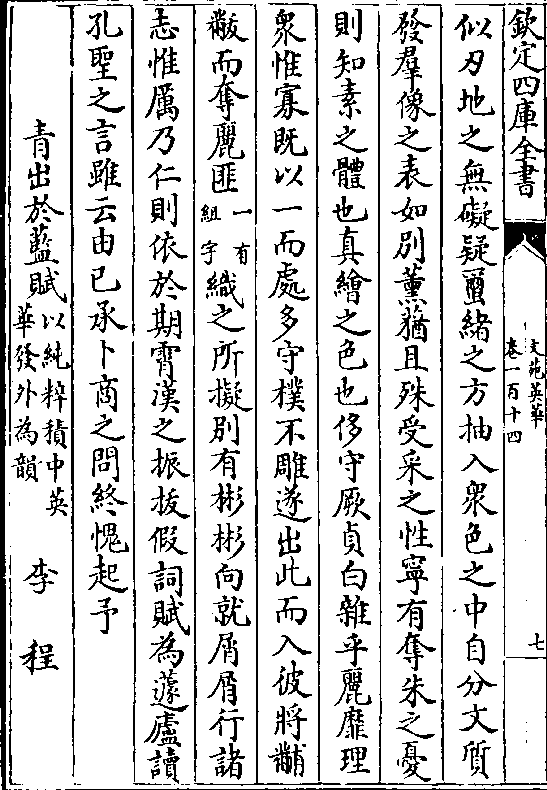 欽定四庫全書
文苑英華
卷一百十四
七
似刃地之無礙疑璽緒之方抽入衆色之中自分文質
發羣像之表如別薰蕕且殊受采之性寧有奪朱之憂
則知素之體也真繪之色也侈守厥貞白雜乎麗靡理
衆惟寡既以一而處多守樸不雕遂出此而入彼將黼
黻而奪麗匪一有組字織之所擬別有彬彬向就屑屑行諸
志惟厲乃仁則依於期霄漢之振拔假詞賦為蘧廬讀
孔聖之言雖云由已承卜商之問終愧起予
青出於藍賦以純粹積中英華發外為韻 李程